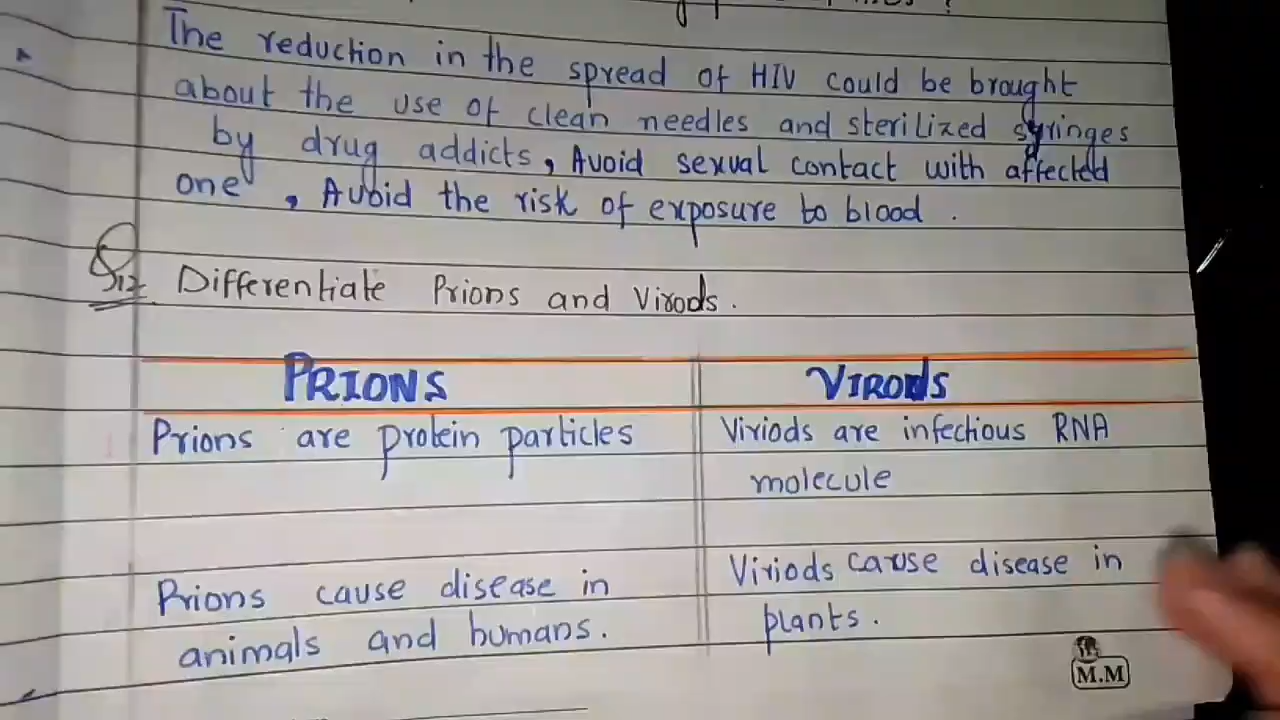 The reduction in the spread of HIV could be brought
about the use of clean needles and sterilized syringes
by drug addicts, Avoid sexual contact with affected
one, Avoid the risk of exposure to blood.
Q12 Differentiate Prions and Virods.
PRIONS
VIRODS
Prions are protein particles
Viriods are infectious RNA
molecule
Prions cause disease in
animals and humans.
Viriods cause disease in
plants.
M.M